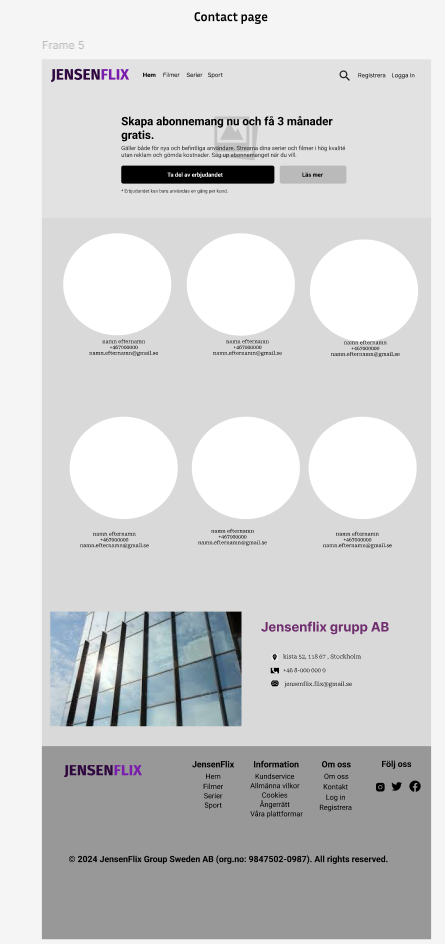 Contact page
Frame 5
JENSENFLIX
Hem Filmer Serier Sport
Registrera Logga in
Skapa abonnemang nu och få 3 månader
gratis.
Gäller både för nya och befintliga användare. Streama dina serier och filmer i hög kvalité
utan reklam och gömda kostnader. Säg up abonnemanget när du vill.
Ta del av erbjudandet
Läs mer
* Erbjudandet kan bara användas en gång per kund.
namn efternamn
+467000000
namn.efternamn@gmail.se
namn efternamn
+467000000
namn.efternamn@gmail.se
namn efternamn
+467000000
namn.efternamn@gmail.se
namn efternamn
+467000000
namn.efternamn@gmail.se
namn efternamn
+467000000
namn.efternamn@gmail.se
namn efternamn
+467000000
namn.efternamn@gmail.se
Jensenflix grupp AB
kista 52, 118 67 , Stockholm
+46 8-000 000 0
jensenflix.flix@gmail.se
JENSENFLIX
JensenFlix
Hem
Filmer
Serier
Sport
Information
Kundservice
Allmänna vilkor
Cookies
Ångerrätt
Våra plattformar
Om oss
Om oss
Kontakt
Log in
Registrera
Följ oss
© 2024 JensenFlix Group Sweden AB (org.no: 9847502-0987). All rights reserved.